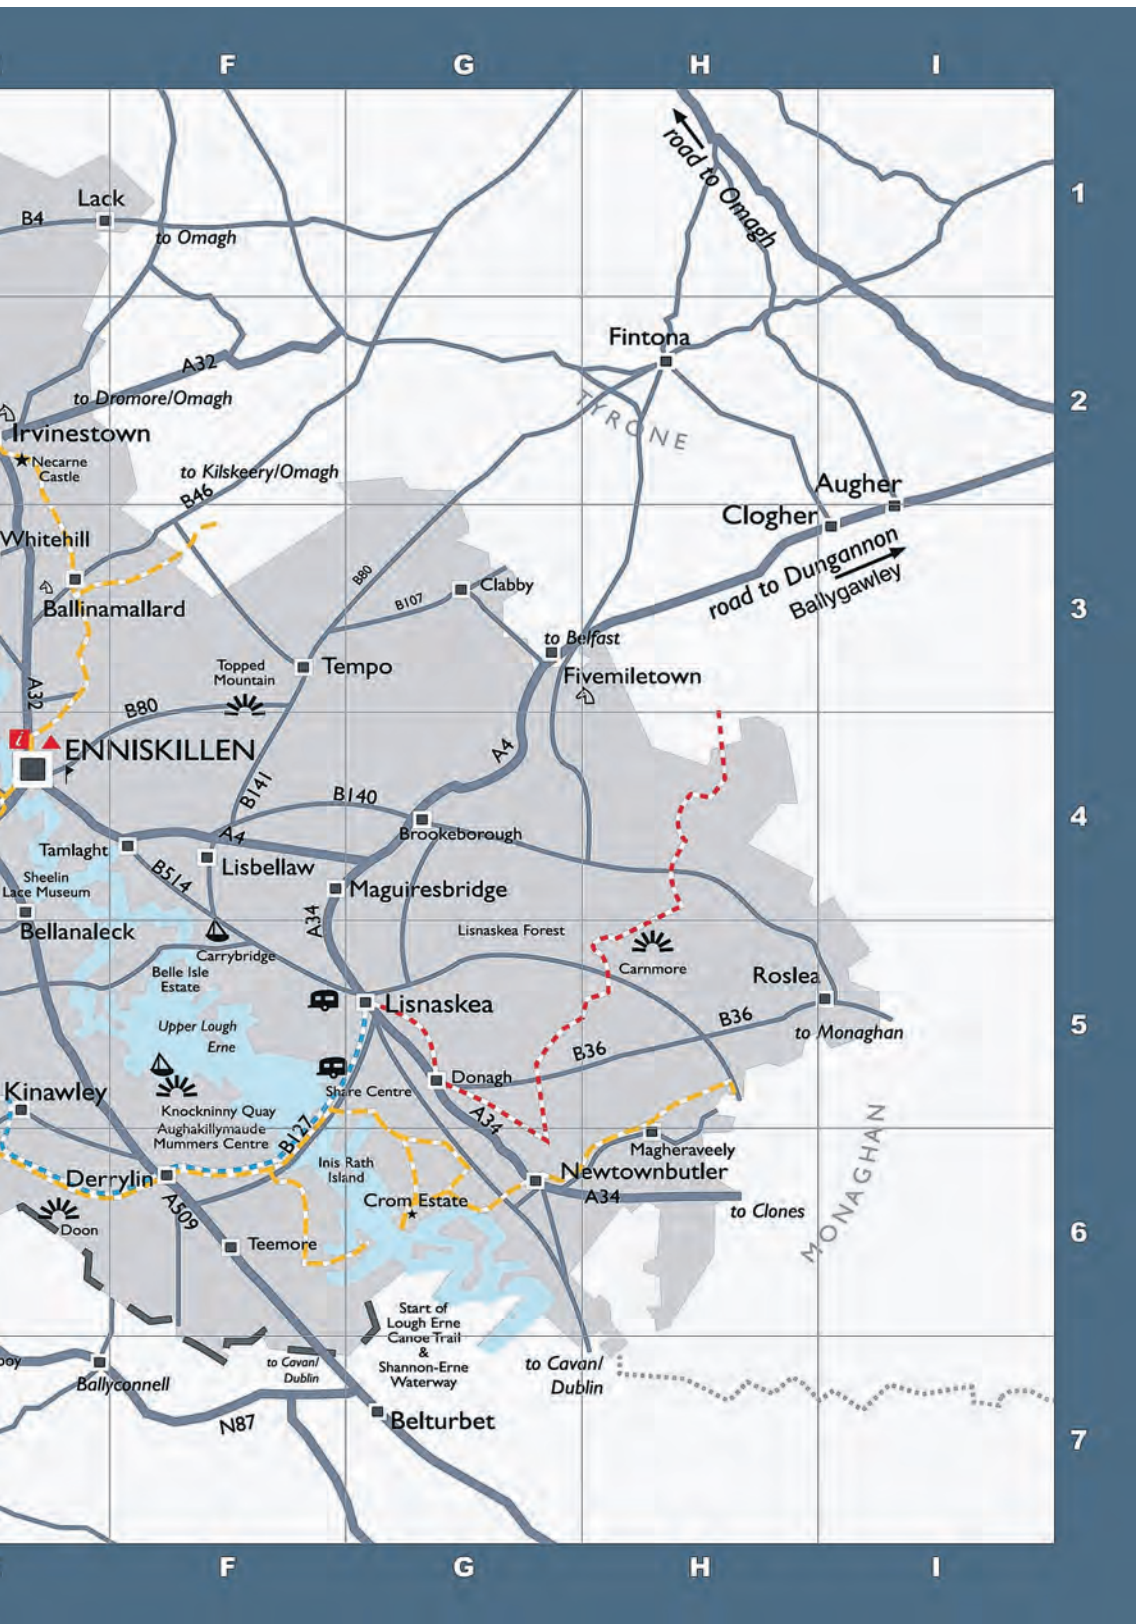 F
G
H
I
1
2
3
4
5
6
7
road to Omagh
Lack
B4
to Omagh
Fintona
A32
to Dromore/Omagh
TYRONE
Irvinestown
Necarne
Castle
to Kilskeery/Omagh
B46
Augher
Clogher
Whitehill
road to Dungannon
Ballygawley
B80
Clabby
B107
Ballinamallard
to Belfast
Topped
Mountain
Tempo
Fivemiletown
A32
B80
i
ENNISKILLEN
A4
B141
B140
Brookeborough
A4
Tamlaght
B514
Lisbellaw
Sheelin
Lace Museum
Maguiresbridge
A34
Bellanaleck
Lisnaskea Forest
Carrybridge
Belle Isle
Estate
Carnmore
Roslea
Lisnaskea
B36
to Monaghan
Upper Lough
Erne
B36
Donagh
Share Centre
Kinawley
Knockninny Quay
Aughakillymaude
Mummers Centre
B127
A34
MONAGHAN
Magheraveely
Inis Rath
Island
Derrylin
Newtownbutler
A34
Crom Estate
to Clones
A509
Doon
Teemore
Start of
Lough Erne
Canoe Trail
&
Shannon-Erne
Waterway
to Cavan/
Dublin
to Cavan/
Dublin
Ballyconnell
N87
Belturbet
F
G
H
I